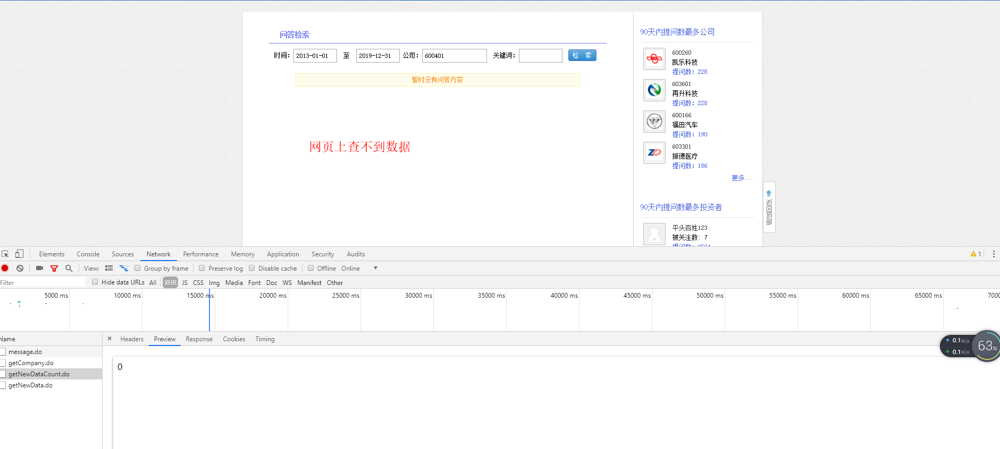 问答检索
时间： 2013-01-01 至 2019-12-31 公司： 600401 关键词： 检 索
暂时没有问答内容
网页上查不到数据
90天内提问数最多公司
600260
凯乐科技
提问数：228
603601
再升科技
提问数：228
600166
福田汽车
提问数：190
603301
振德医疗
提问数：186
更多...
90天内提问数最多投资者
平头百姓123
被关注数：7
返回顶部
Elements Console Sources Network Performance Memory Application Security Audits 1
View: Group by frame Preserve log Disable cache Offline Online
Filter Hide data URLs All XHR JS CSS Img Media Font Doc WS Manifest Other
5000 ms 10000 ms 15000 ms 20000 ms 25000 ms 30000 ms 35000 ms 40000 ms 45000 ms 50000 ms 55000 ms 60000 ms 65000 ms 7000
Name
× Headers Preview Response Cookies Timing
message.do
getCompany.do
getNewDataCount.do
getNewData.do
0
0.1K/s
0.1K/s
63%